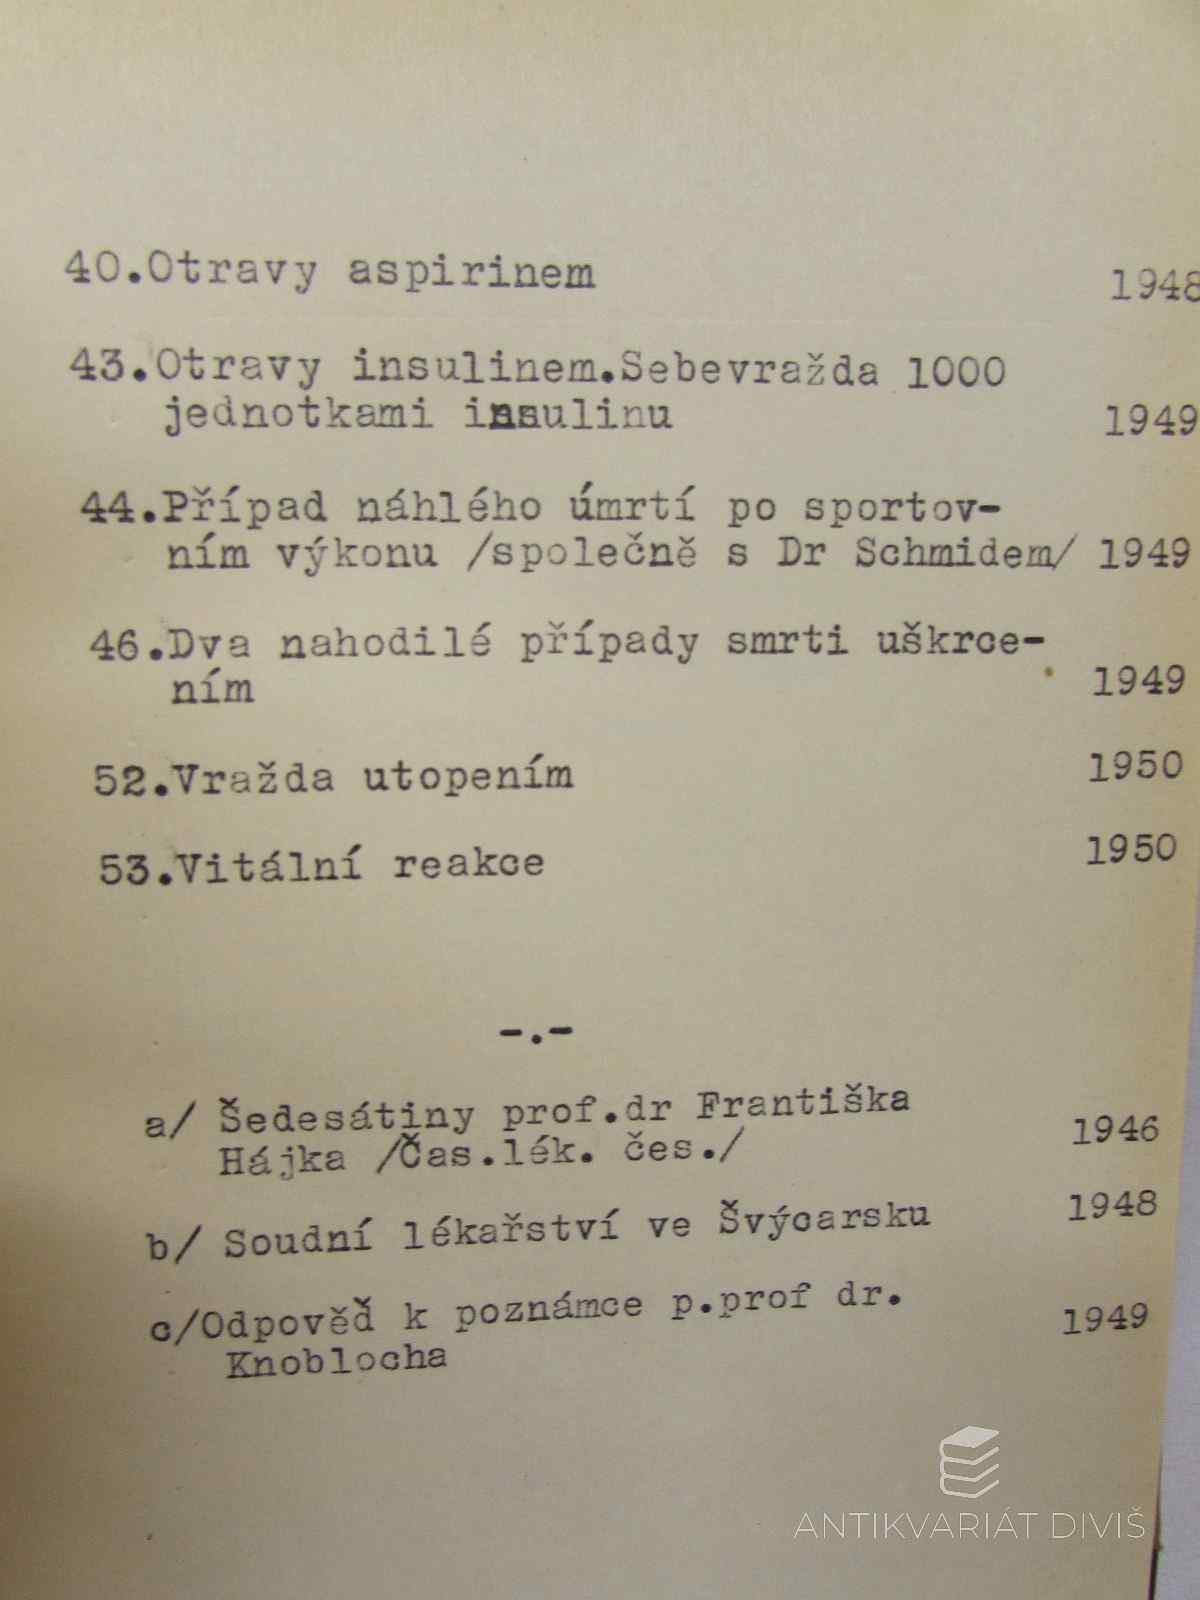 40.Otravy aspirinem 1948
43.Otravy insulinem.Sebevražda 1000
jednotkami insulinu 1949
44.Případ náhlého úmrtí po sportov-
ním výkonu /společně s Dr Schmidem/ 1949
46.Dva nahodilé případy smrti uškrce-
ním 1949
52.Vražda utopením 1950
53.Vitální reakce 1950
-.-
a/ Šedesátiny prof.dr Františka
Hájka /Čas.lék. čes./ 1946
b/ Soudní lékařství ve Švýcarsku 1948
c/Odpověď k poznámce p.prof dr.
Knoblocha 1949
ANTIKVARIÁT DIVIŠ